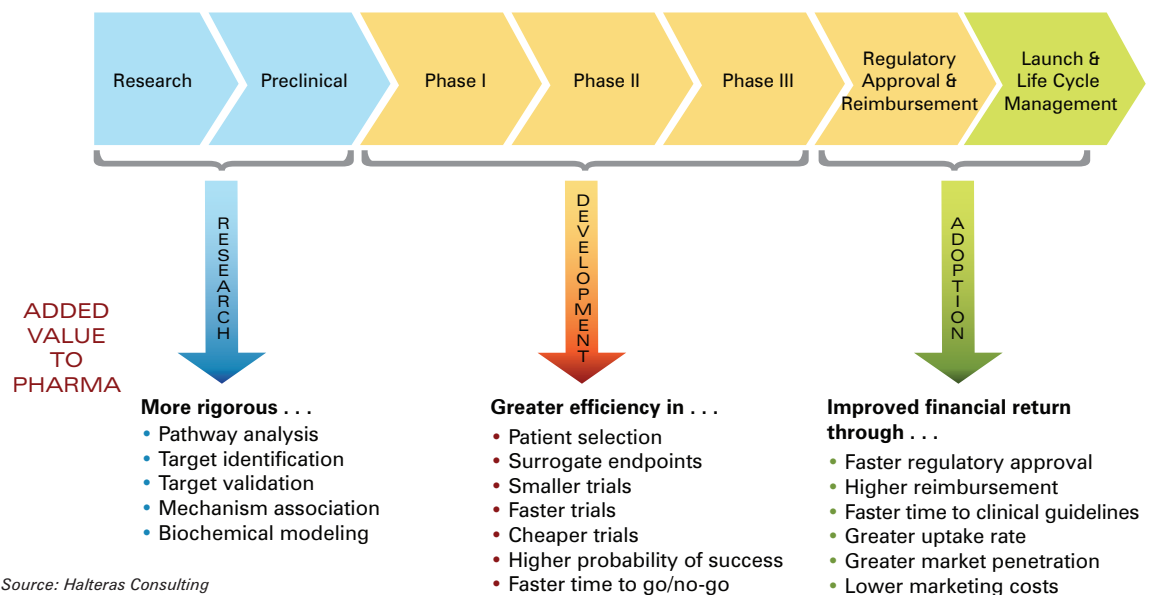 Research
Preclinical
Phase I
Phase II
Phase III
Regulatory
Approval &
Reimbursement
Launch &
Life Cycle
Management
RESEARCH
DEVELOPMENT
ADOPTION
ADDED
VALUE
TO
PHARMA
More rigorous . . .
• Pathway analysis
• Target identification
• Target validation
• Mechanism association
• Biochemical modeling
Greater efficiency in . . .
• Patient selection
• Surrogate endpoints
• Smaller trials
• Faster trials
• Cheaper trials
• Higher probability of success
• Faster time to go/no-go
Improved financial return
through . . .
• Faster regulatory approval
• Higher reimbursement
• Faster time to clinical guidelines
• Greater uptake rate
• Greater market penetration
• Lower marketing costs
Source: Halteras Consulting